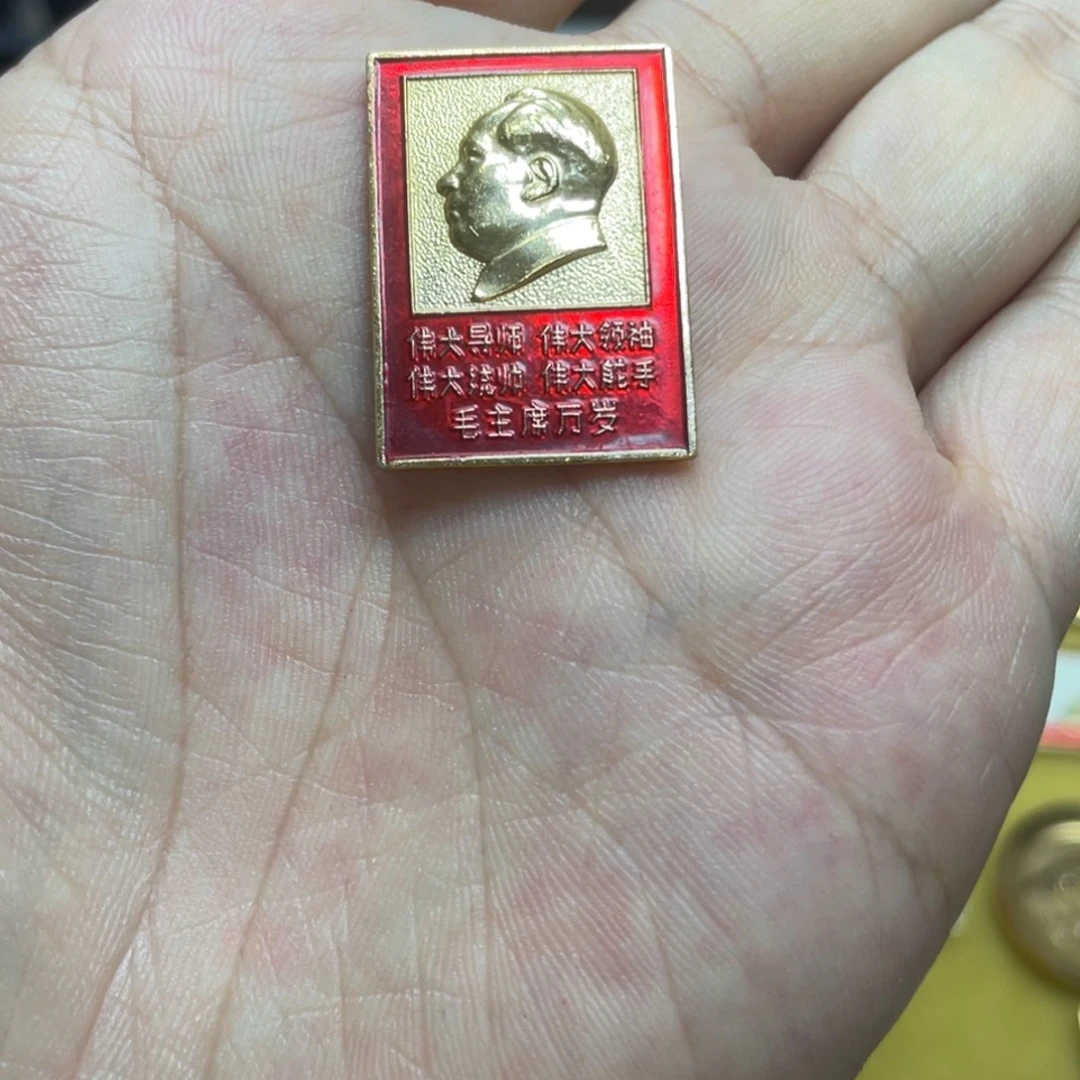 伟大导师 伟大领袖
伟大统帅 伟大舵手
毛主席万岁